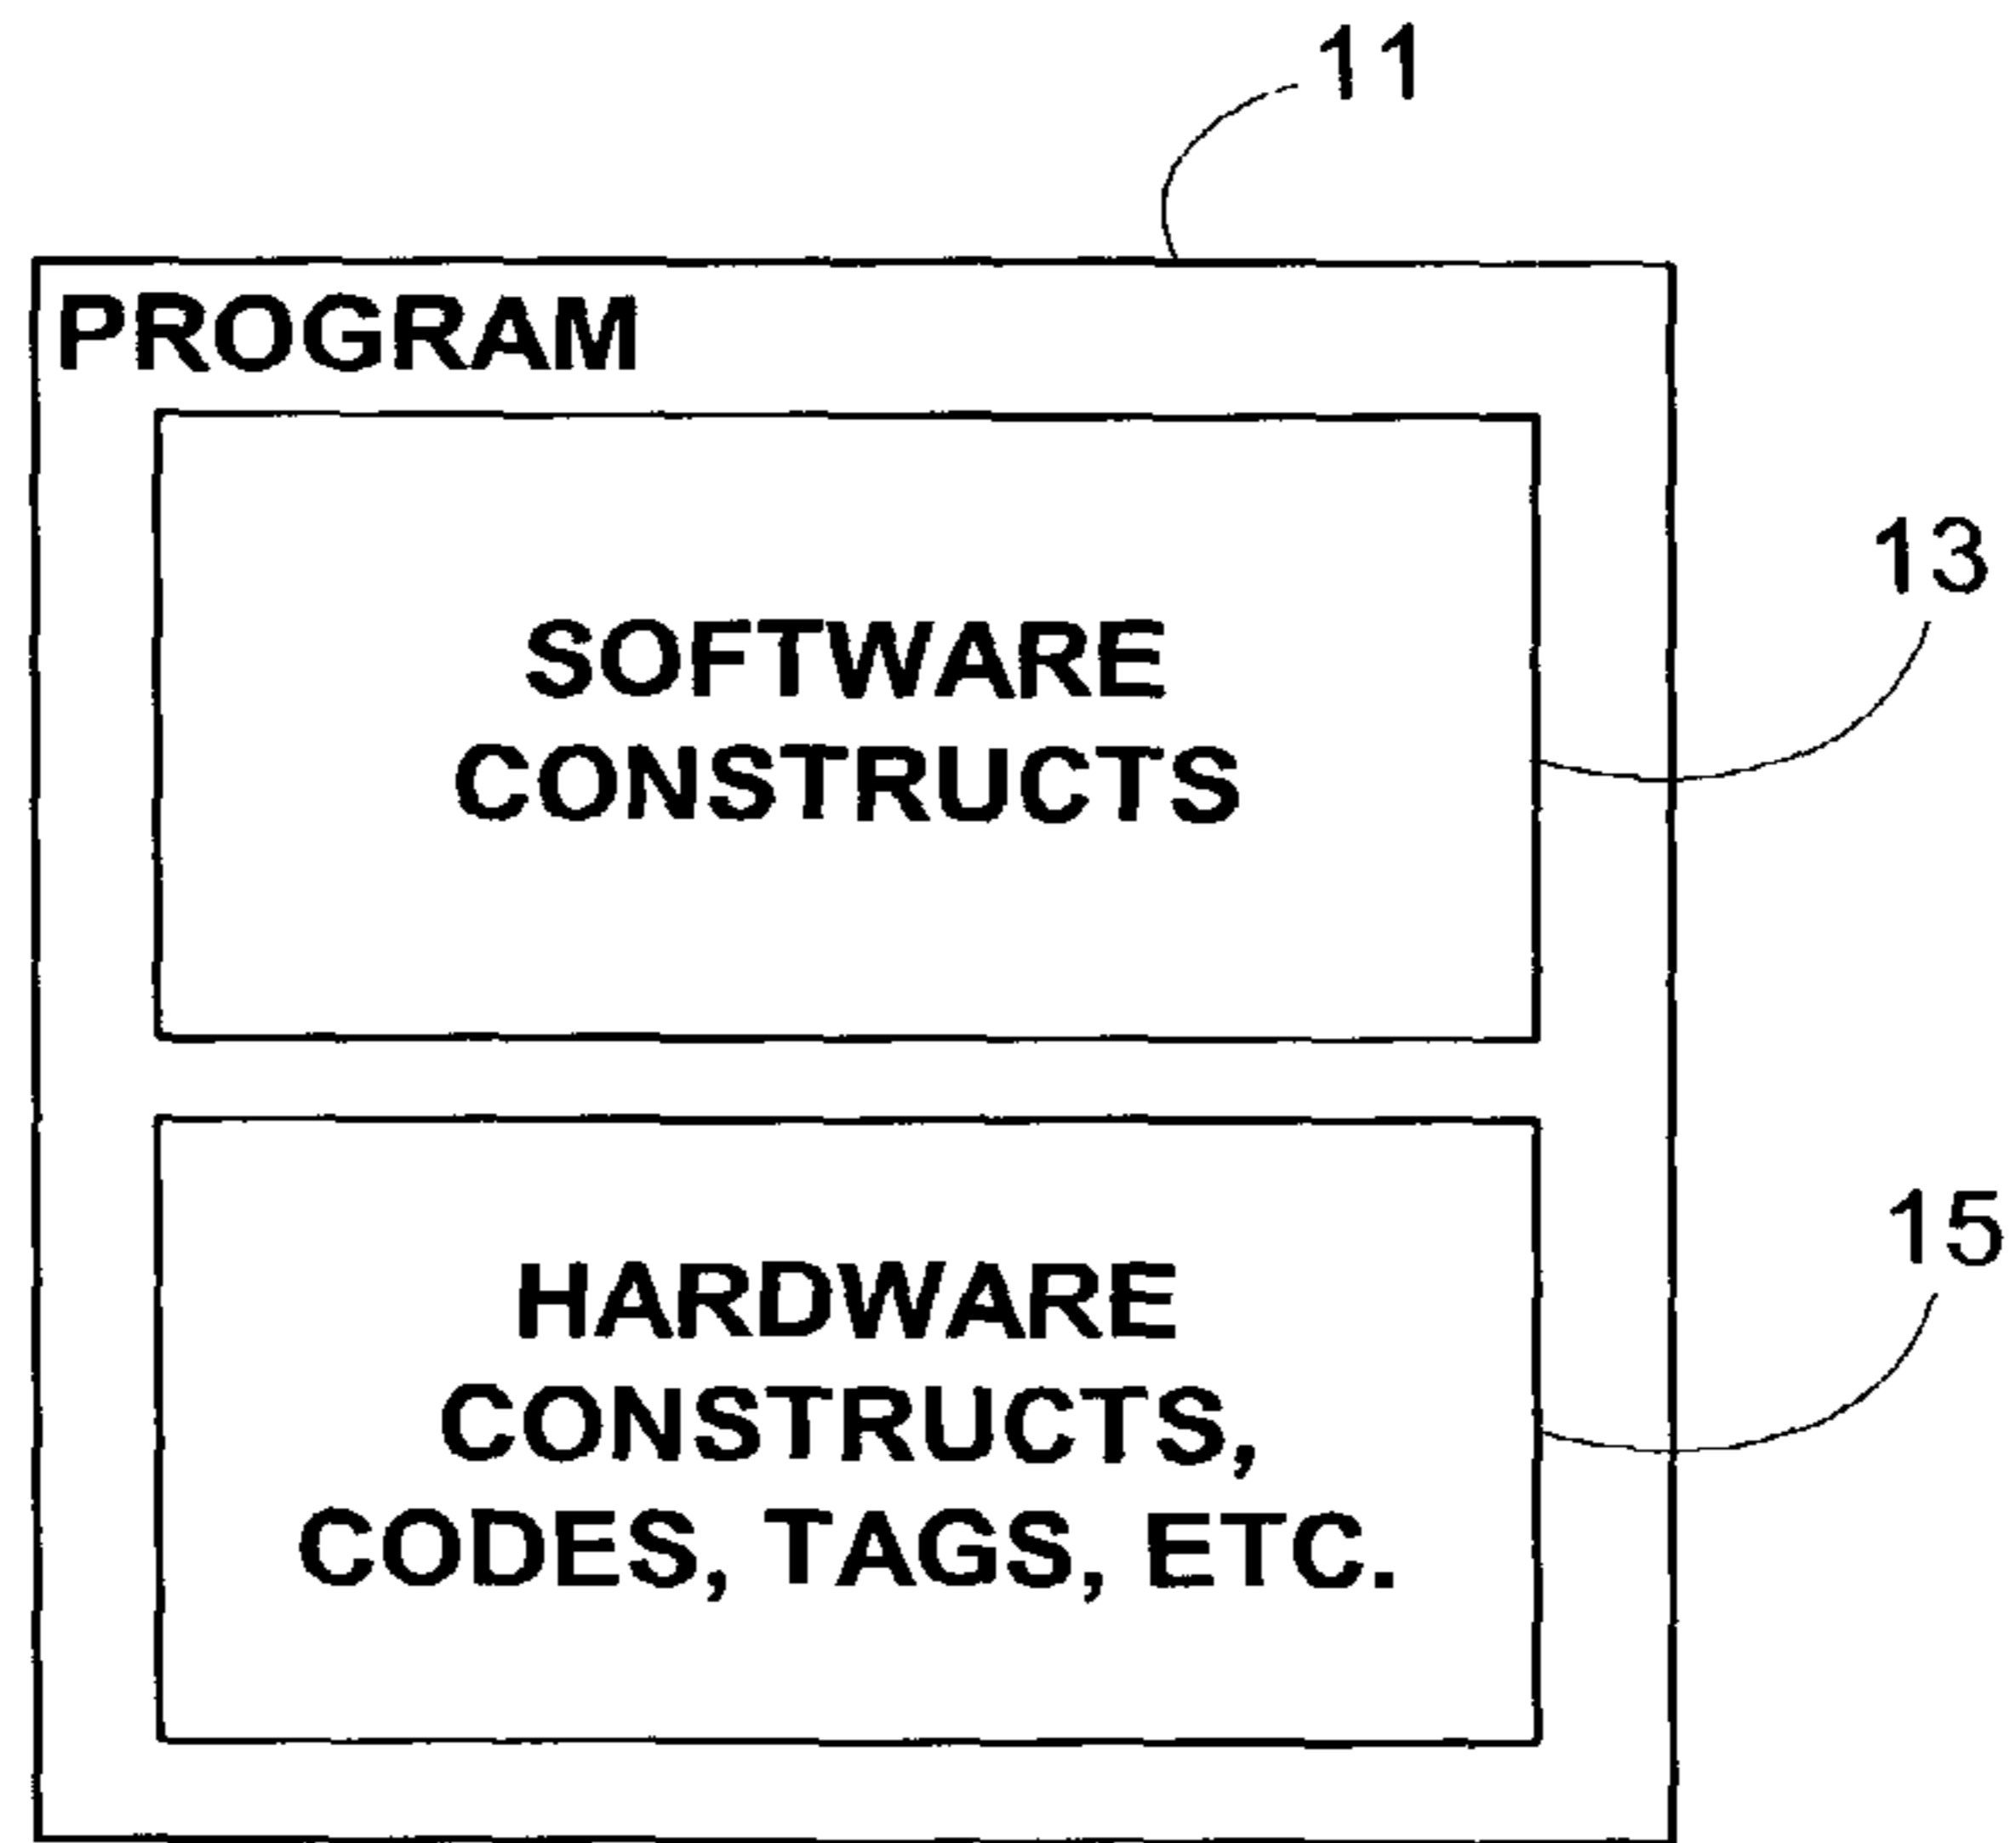 11
PROGRAM
13
SOFTWARE
CONSTRUCTS
15
HARDWARE
CONSTRUCTS,
CODES, TAGS, ETC.